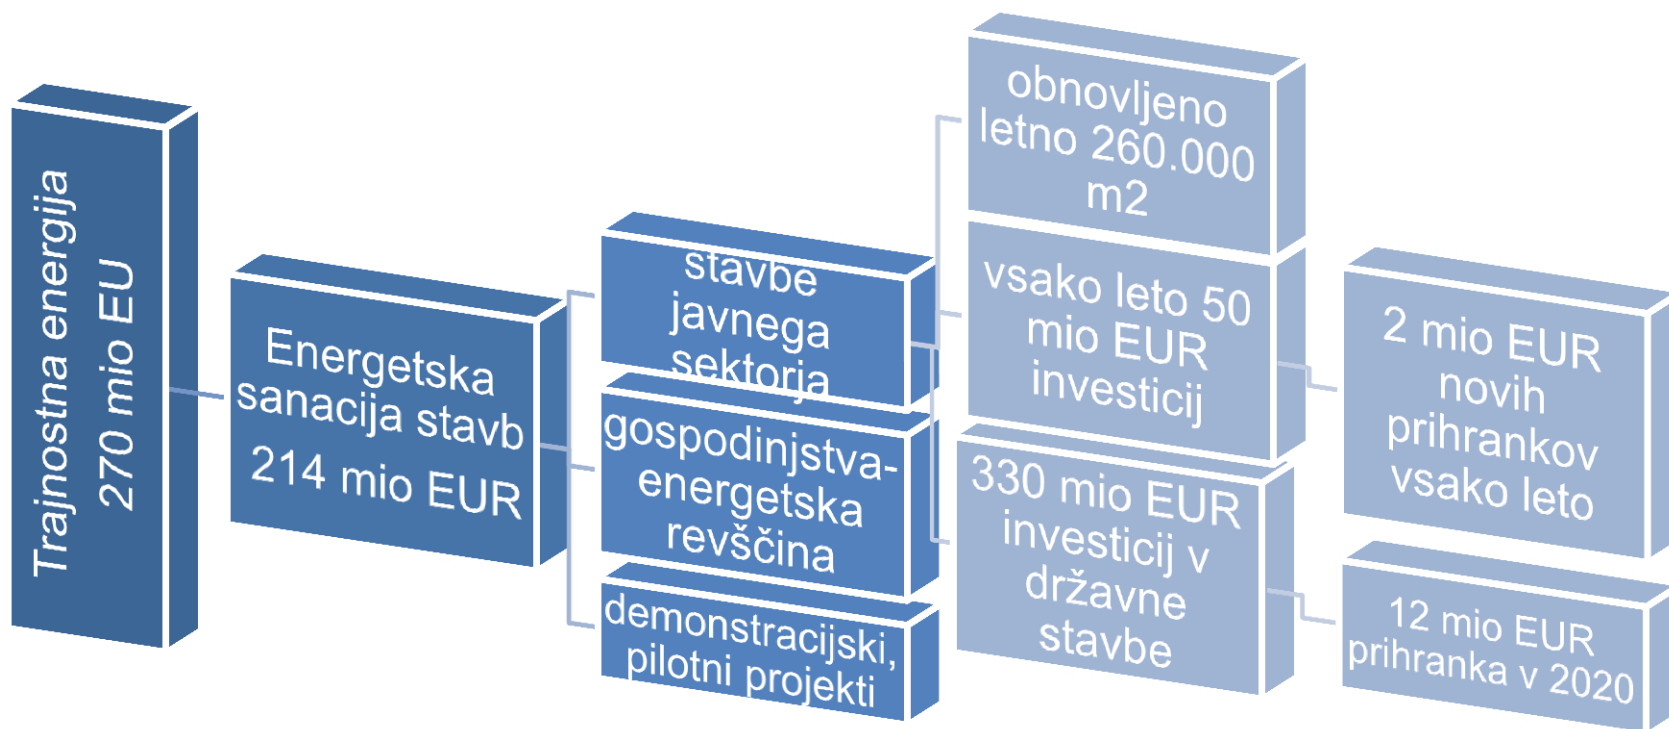 Trajnostna energija
270 mio EU
Energetska
sanacija stavb
214 mio EUR
stavbe
javnega
sektorja
gospodinjstva-
energetska
revščina
demonstracijski,
pilotni projekti
obnovljeno
letno 260.000
m2
vsako leto 50
mio EUR
investicij
330 mio EUR
investicij v
državne
stavbe
2 mio EUR
novih
prihrankov
vsako leto
12 mio EUR
prihranka v 2020